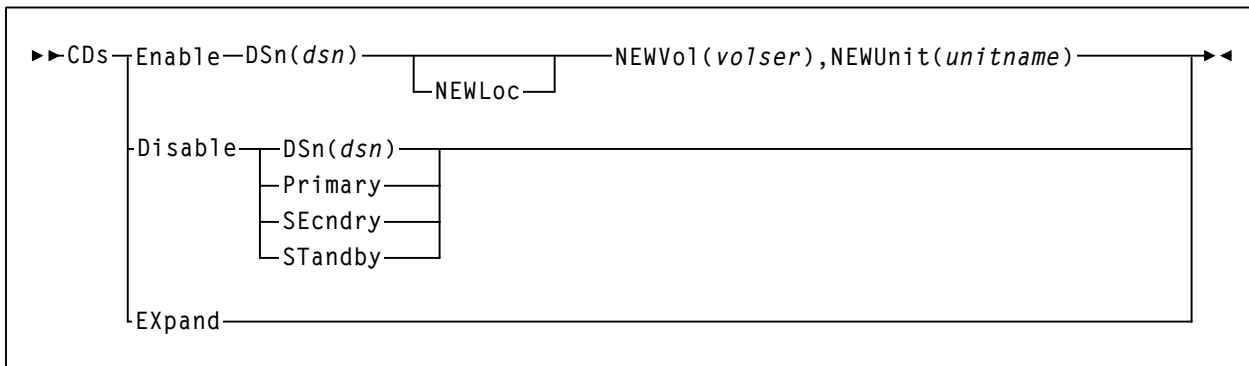 CDs Enable DSn(dsn) NEWVol(volser),NEWUnit(unitname)
NEWLoc
Disable DSn(dsn)
Primary
SEcndry
STandby
EXpand